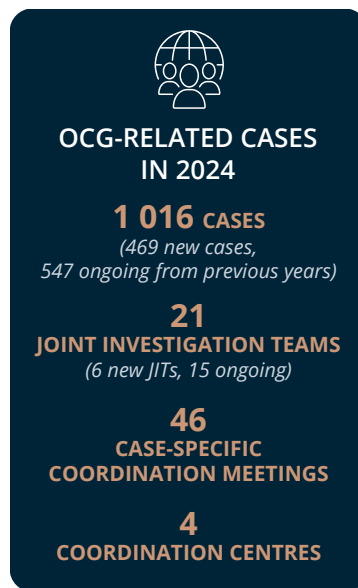 OCG-RELATED CASES
IN 2024
1 016 CASES
(469 new cases,
547 ongoing from previous years)
21
JOINT INVESTIGATION TEAMS
(6 new JITs, 15 ongoing)
46
CASE-SPECIFIC
COORDINATION MEETINGS
4
COORDINATION CENTRES